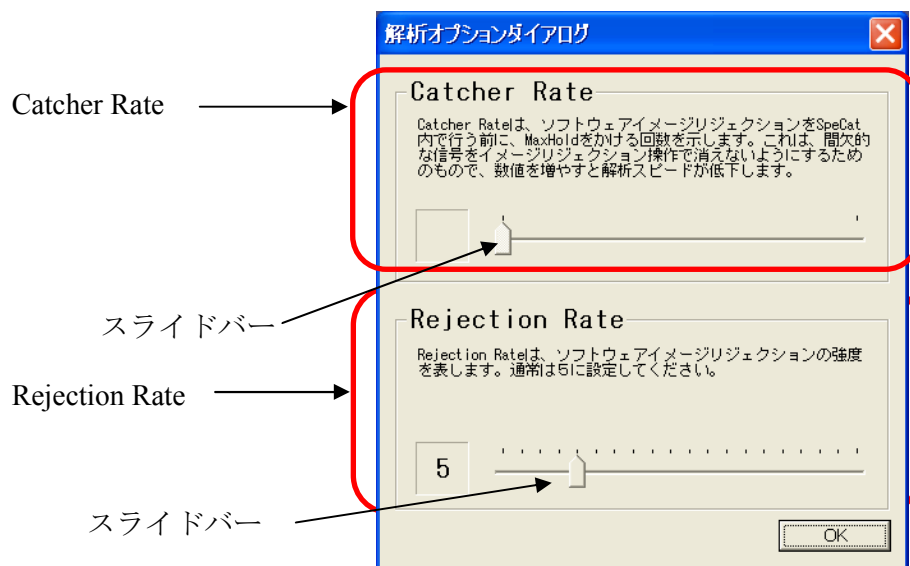 解析オプションダイアログ
Catcher Rate
Catcher Rate
Catcher Rateは、ソフトウェアイメージリジェクションをSpeCat
内で行う前に、MaxHoldをかける回数を示します。これは、間欠的
な信号をイメージリジェクション操作で消えないようにするため
のもので、数値を増やすと解析スピードが低下します。
スライドバー
Rejection Rate
Rejection Rateは、ソフトウェアイメージリジェクションの強度
を表します。通常は5に設定してください。
Rejection Rate
5
スライドバー
OK